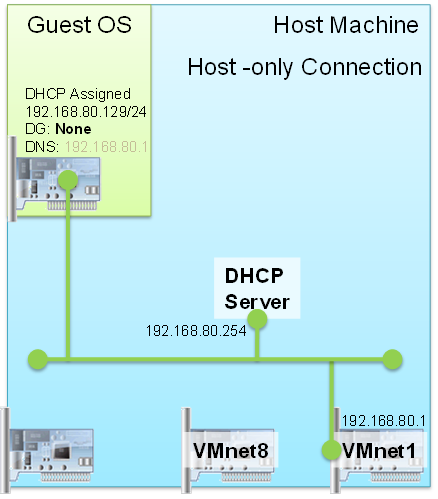 Guest OS
Host Machine
Host -only Connection
DHCP Assigned
192.168.80.129/24
DG: None
DNS: 192.168.80.1
DHCP
Server
192.168.80.254
192.168.80.1
VMnet8
VMnet1